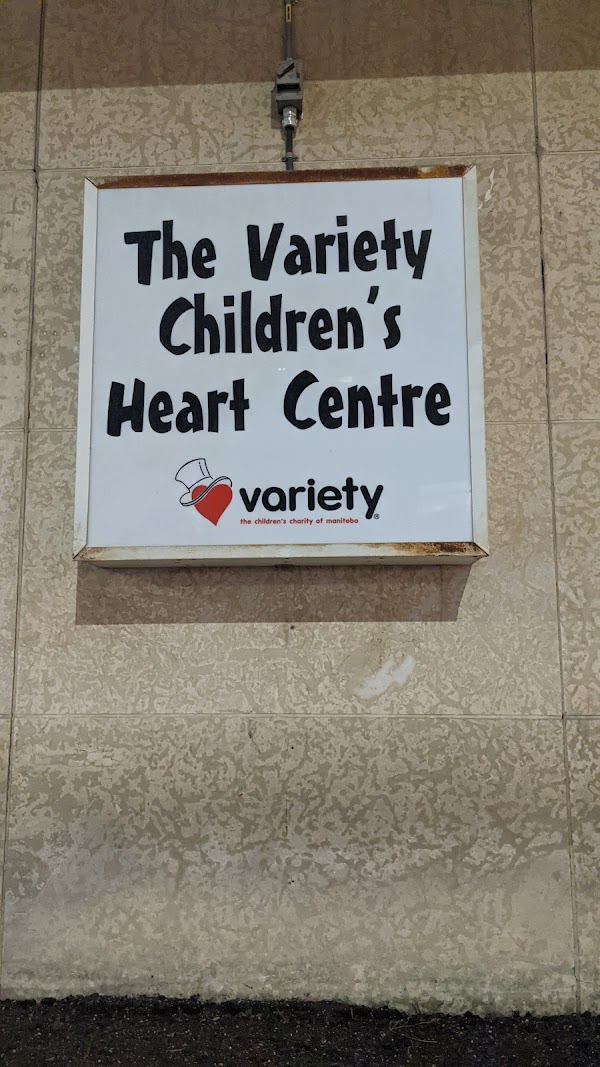 The Variety
Children's
Heart Centre
variety®
the children's charity of manitoba